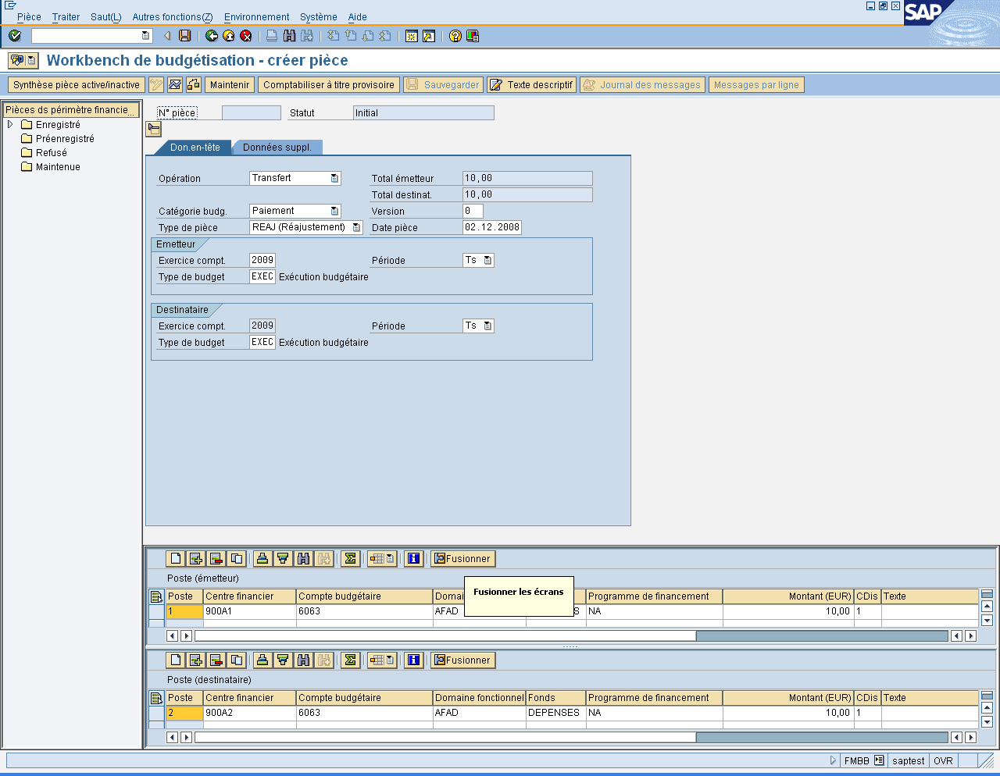 Pièce Traiter Saut(L) Autres fonctions(Z) Environnement Système Aide
SAP
Workbench de budgétisation - créer pièce
Synthèse pièce active/inactive Maintenir Comptabiliser à titre provisoire Sauvegarder Texte descriptif Journal des messages Messages par ligne
Pièces ds périmètre financie...
Enregistré
Préenregistré
Refusé
Maintenue
N° pièce Statut Initial
Don.en-tête Données suppl.
Opération Transfert Total émetteur 10,00
Total destinat. 10,00
Catégorie budg. Paiement Version 0
Type de pièce REAJ (Réajustement) Date pièce 02.12.2008
Emetteur
Exercice compt. 2009 Période Ts
Type de budget EXEC Exécution budgétaire
Destinataire
Exercice compt. 2009 Période Ts
Type de budget EXEC Exécution budgétaire
Fusionner
Poste (émetteur)
Fusionner les écrans
Poste Centre financier Compte budgétaire Domai Programme de financement Montant (EUR) CDis Texte
1 900A1 6063 AFAD S NA 10,00 1
Fusionner
Poste (destinataire)
Poste Centre financier Compte budgétaire Domaine fonctionnel Fonds Programme de financement Montant (EUR) CDis Texte
2 900A2 6063 AFAD DEPENSES NA 10,00 1
FMBB saptest OVR